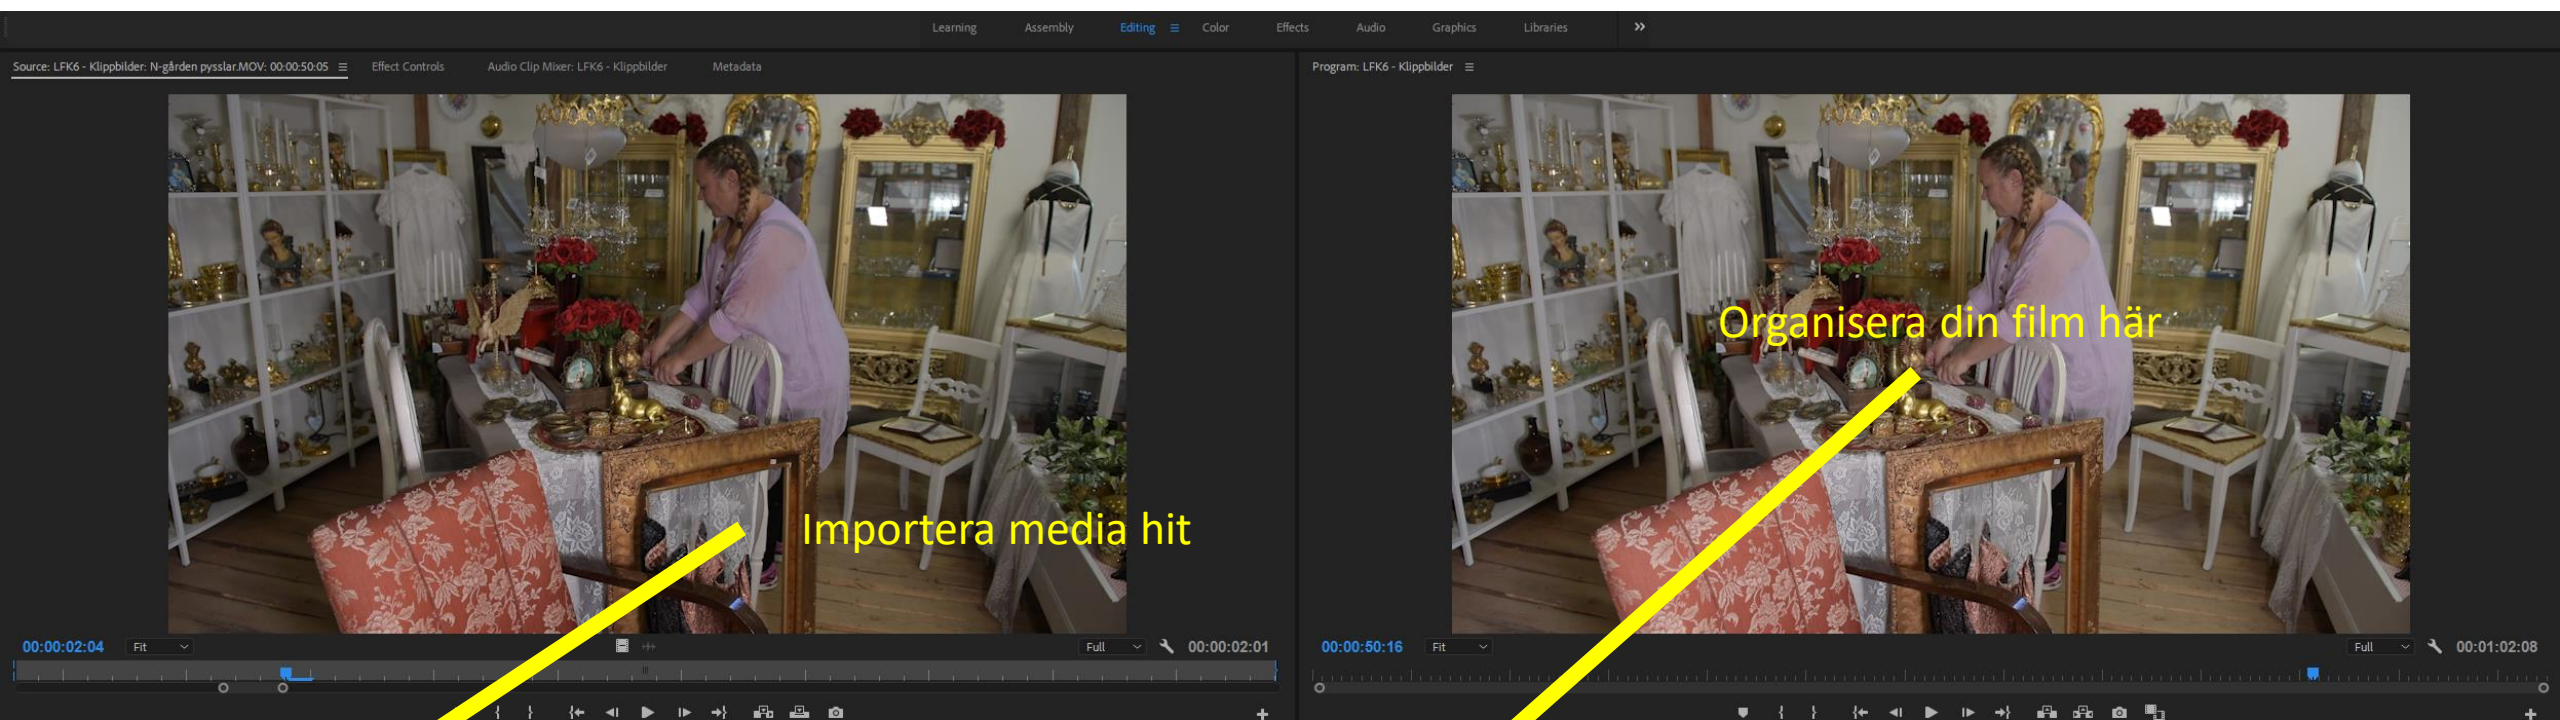 Learning Assembly Editing Color Effects Audio Graphics Libraries
Source: LFK6 - Klippbilder: N-gården pysslar.MOV: 00:00:50:05 Effect Controls Audio Clip Mixer: LFK6 - Klippbilder Metadata
Program: LFK6 - Klippbilder
Organisera din film här
Importera media hit
00:00:02:04 Fit Full 00:00:02:01
00:00:50:16 Fit Full 00:01:02:08